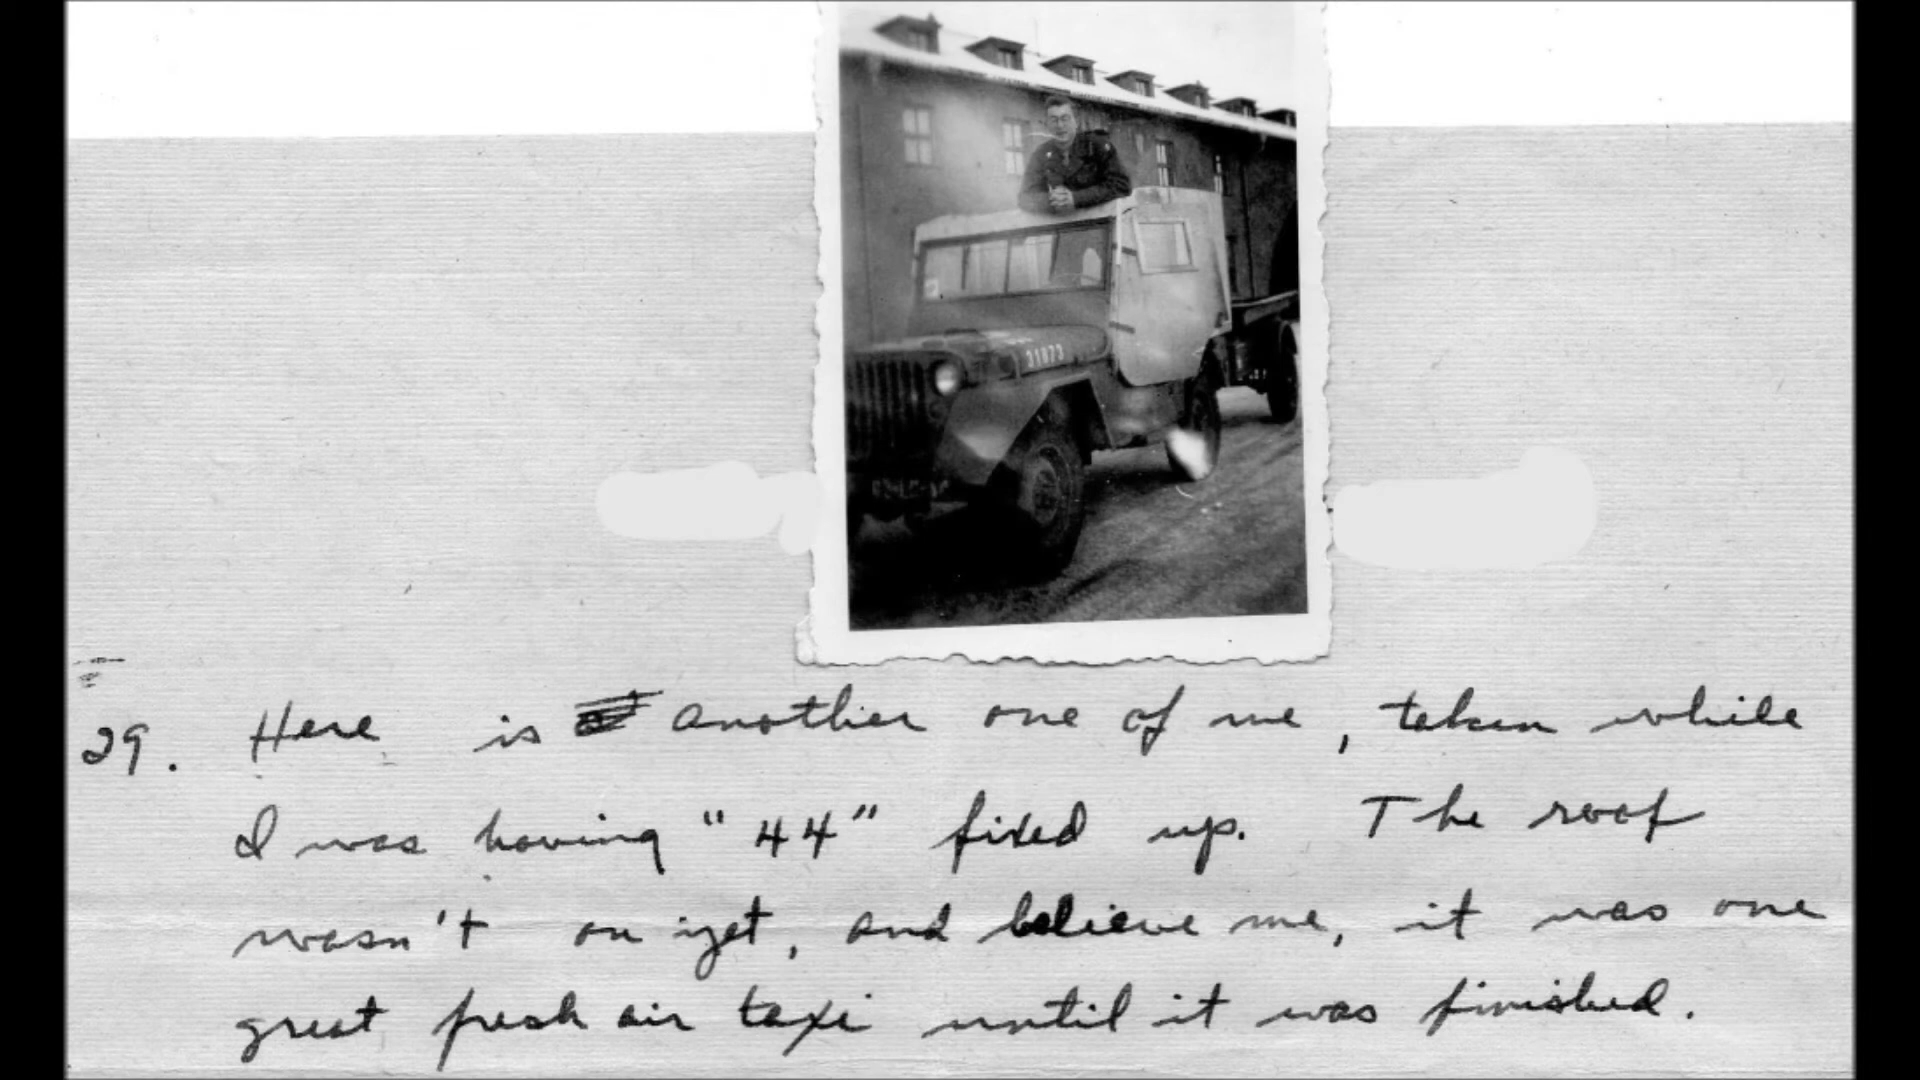 31873
29. Here is another one of me, taken while
I was having "44" fixed up. The roof
wasn't on yet, and believe me, it was one
great fresh air taxi until it was finished.